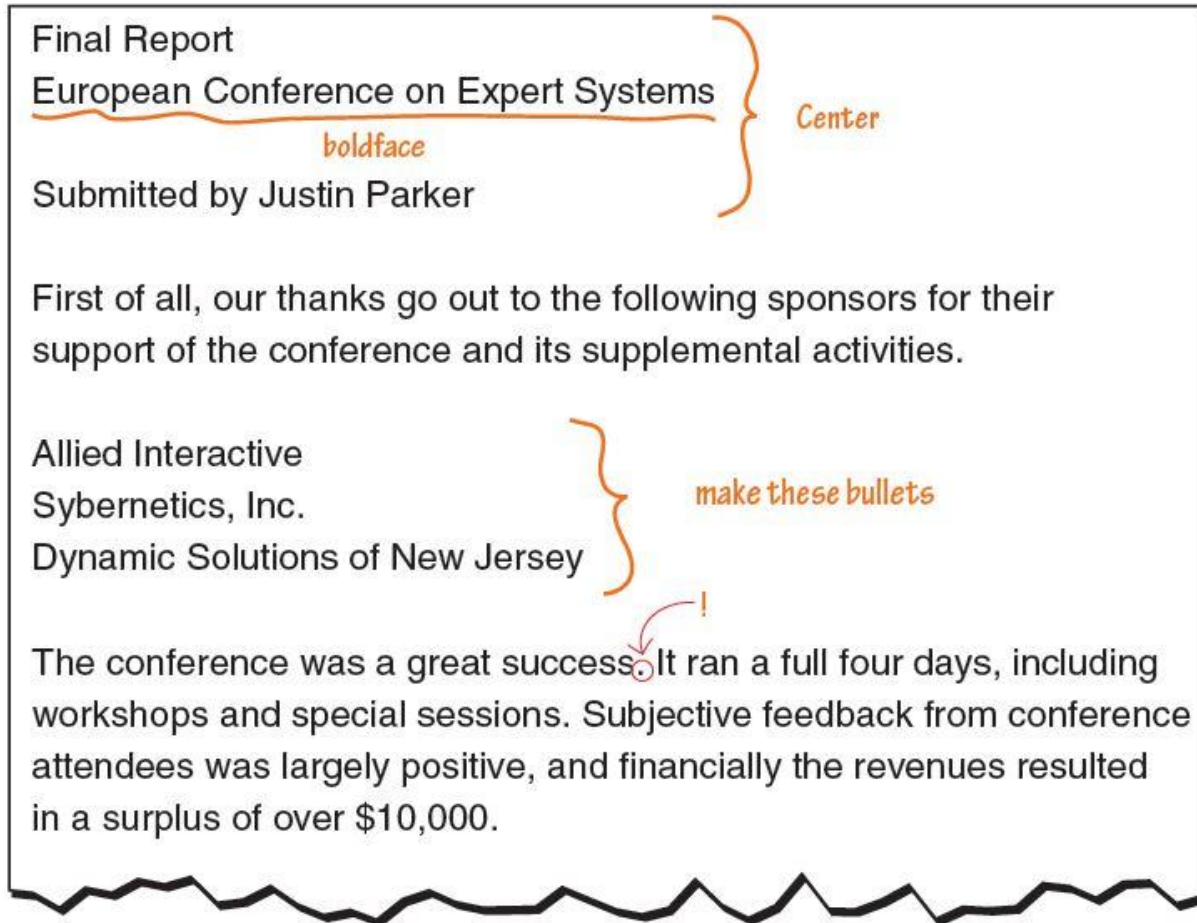 Final Report
European Conference on Expert Systems
Center
boldface
Submitted by Justin Parker
First of all, our thanks go out to the following sponsors for their
support of the conference and its supplemental activities.
Allied Interactive
Sybernetics, Inc.
make these bullets
Dynamic Solutions of New Jersey
!
The conference was a great success. It ran a full four days, including
workshops and special sessions. Subjective feedback from conference
attendees was largely positive, and financially the revenues resulted
in a surplus of over $10,000.